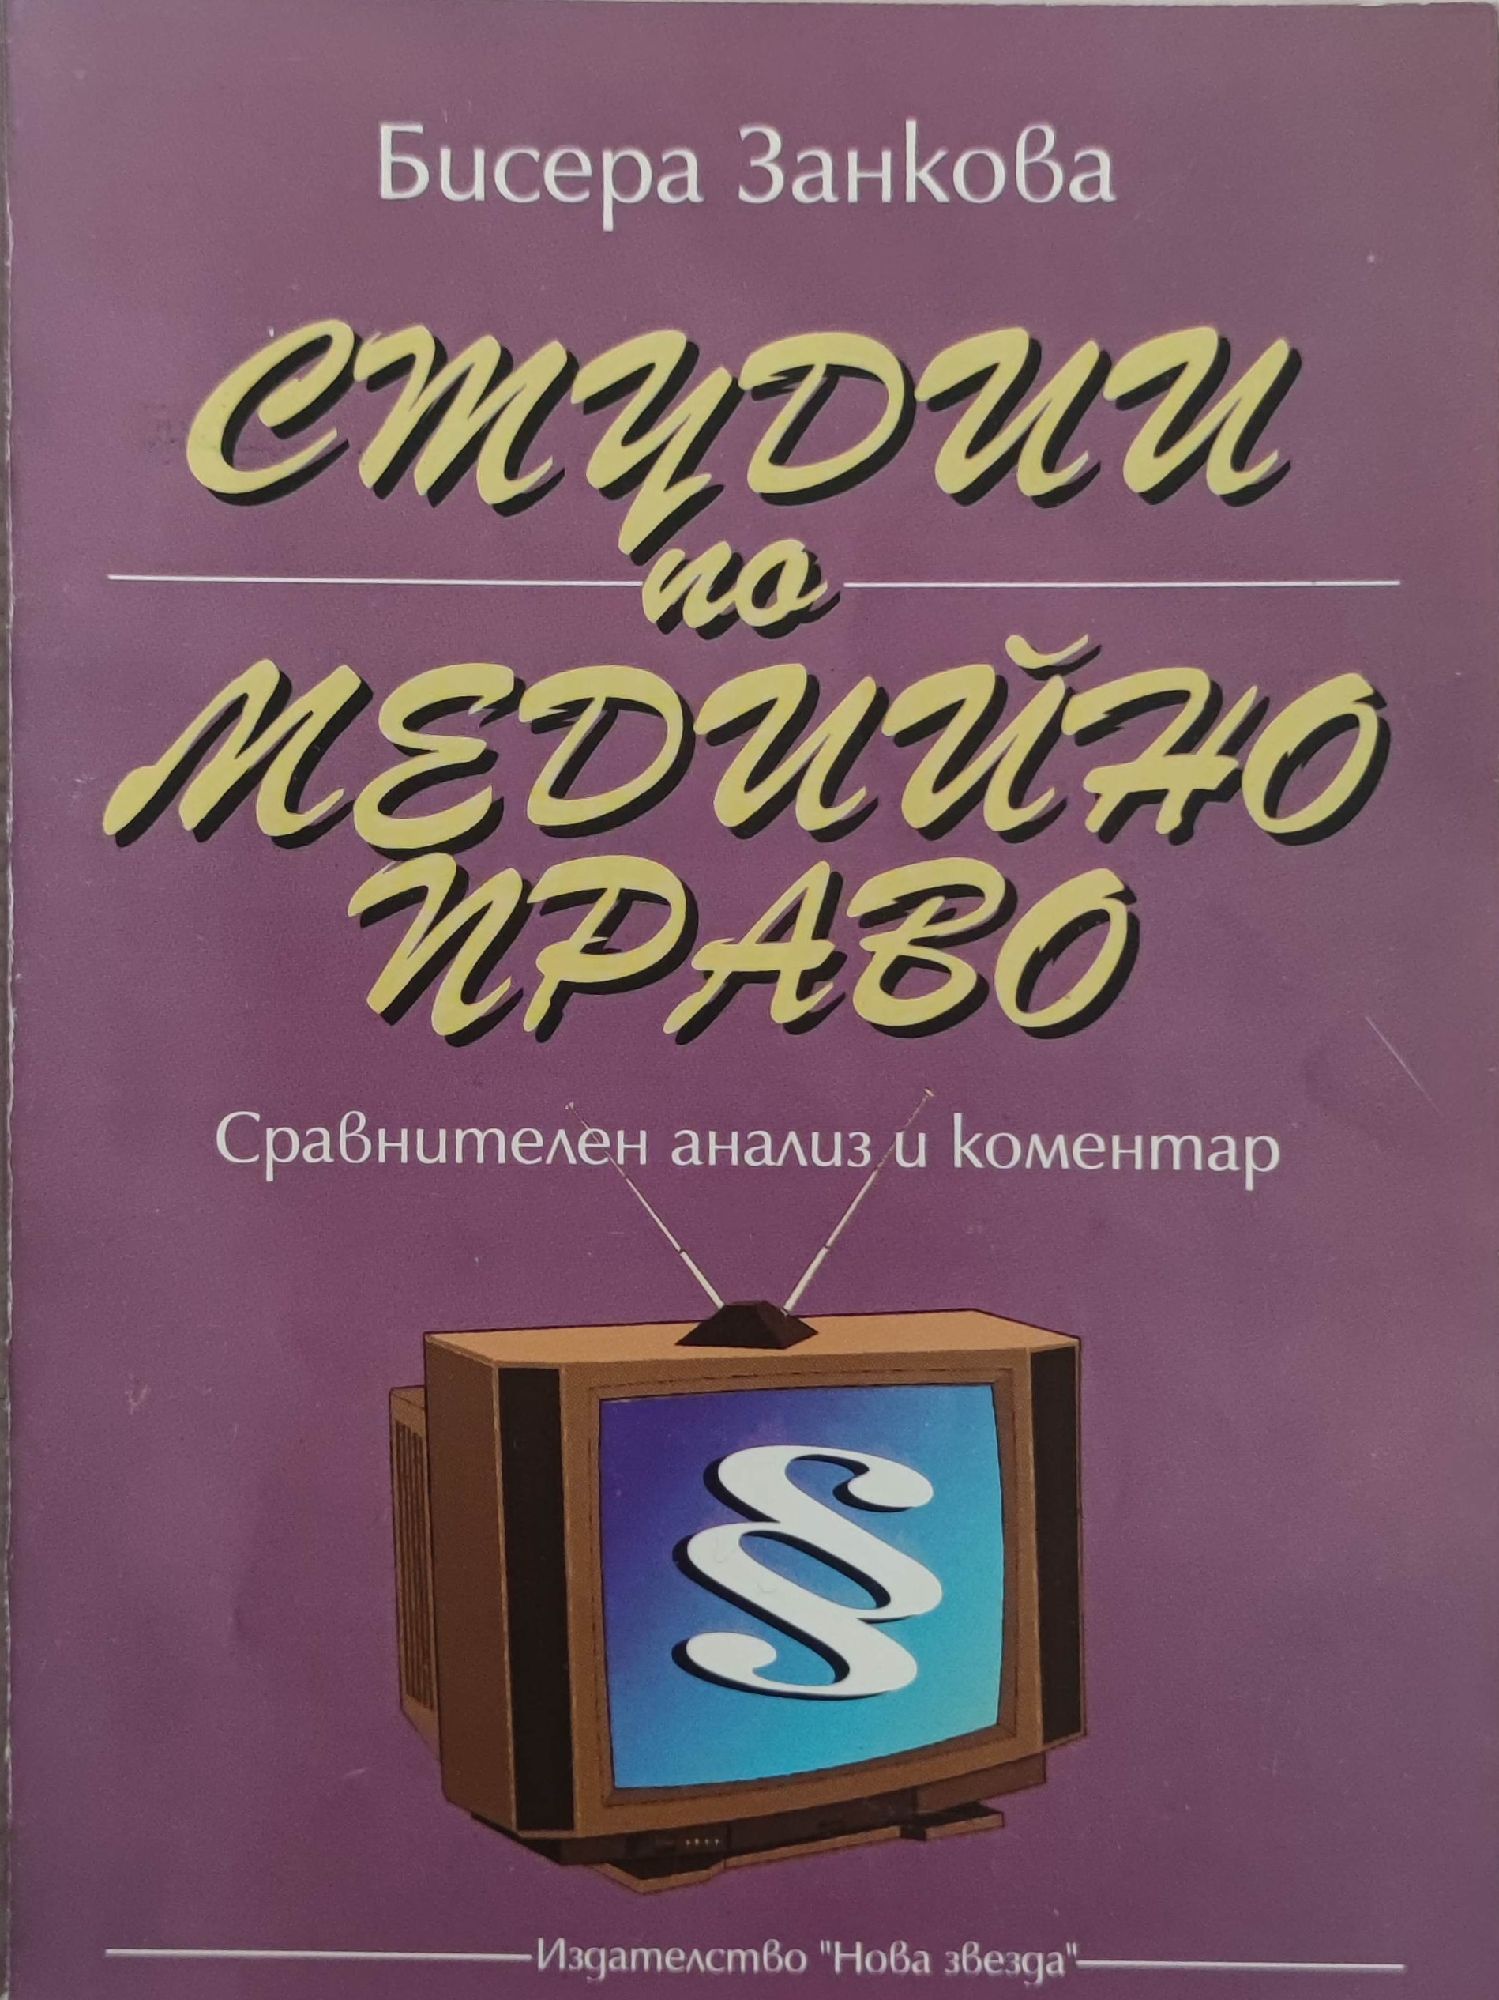 Бисера Занкова
СТУДИИ
по
МЕДИЙНО
ПРАВО
Сравнителен анализ и коментар
§
Издателство "Нова звезда"